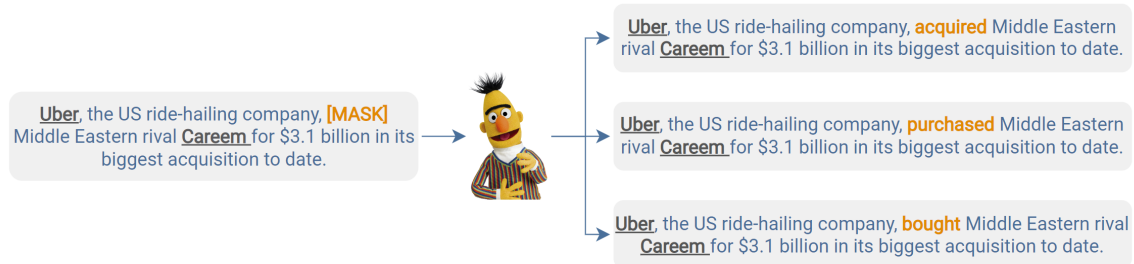 Uber, the US ride-hailing company, [MASK]
Middle Eastern rival Careem for $3.1 billion in its
biggest acquisition to date.
Uber, the US ride-hailing company, acquired Middle Eastern
rival Careem for $3.1 billion in its biggest acquisition to date.
Uber, the US ride-hailing company, purchased Middle Eastern
rival Careem for $3.1 billion in its biggest acquisition to date.
Uber, the US ride-hailing company, bought Middle Eastern rival
Careem for $3.1 billion in its biggest acquisition to date.